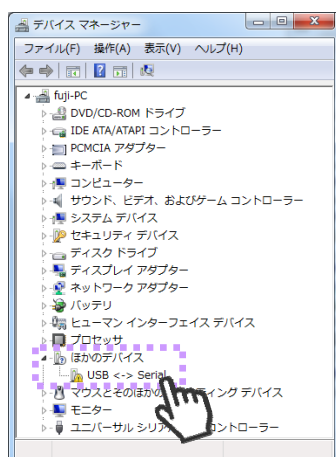 デバイス マネージャー
ファイル(F) 操作(A) 表示(V) ヘルプ(H)
fuji-PC
DVD/CD-ROM ドライブ
IDE ATA/ATAPI コントローラー
PCMCIA アダプター
キーボード
コンピューター
サウンド、ビデオ、およびゲーム コントローラー
システム デバイス
セキュリティ デバイス
ディスク ドライブ
ディスプレイ アダプター
ネットワーク アダプター
バッテリ
ヒューマン インターフェイス デバイス
プロセッサ
ほかのデバイス
USB <-> Serial
マウスとそのほかの ティング デバイス
モニター
ユニバーサル シリア コントローラー